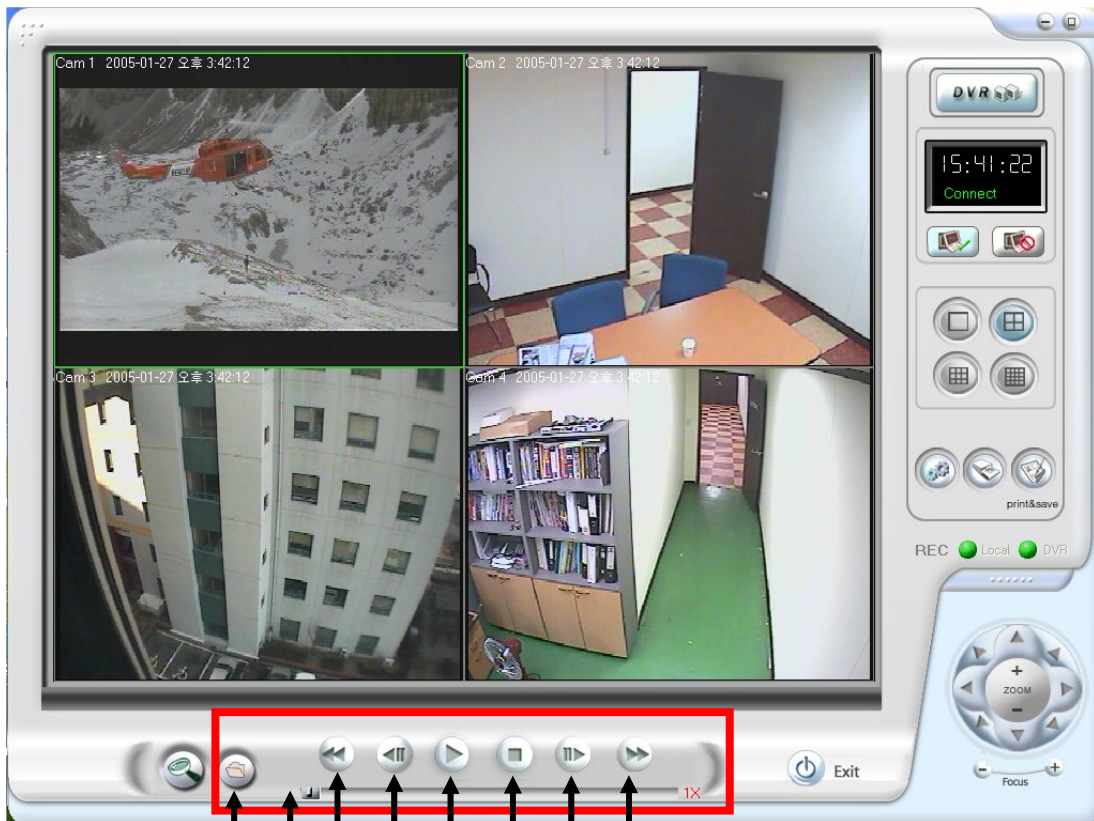 Cam 1 2005-01-27 오후 3:42:12
Cam 2 2005-01-27 오후 3:42:12
DVR
15:41:22
Connect
RESCUE
Cam 3 2005-01-27 오후 3:42:12
Cam 4 2005-01-27 오후 3:42:12
print&save
REC Local DVR
+
ZOOM
-
Exit
1X
- +
Focus